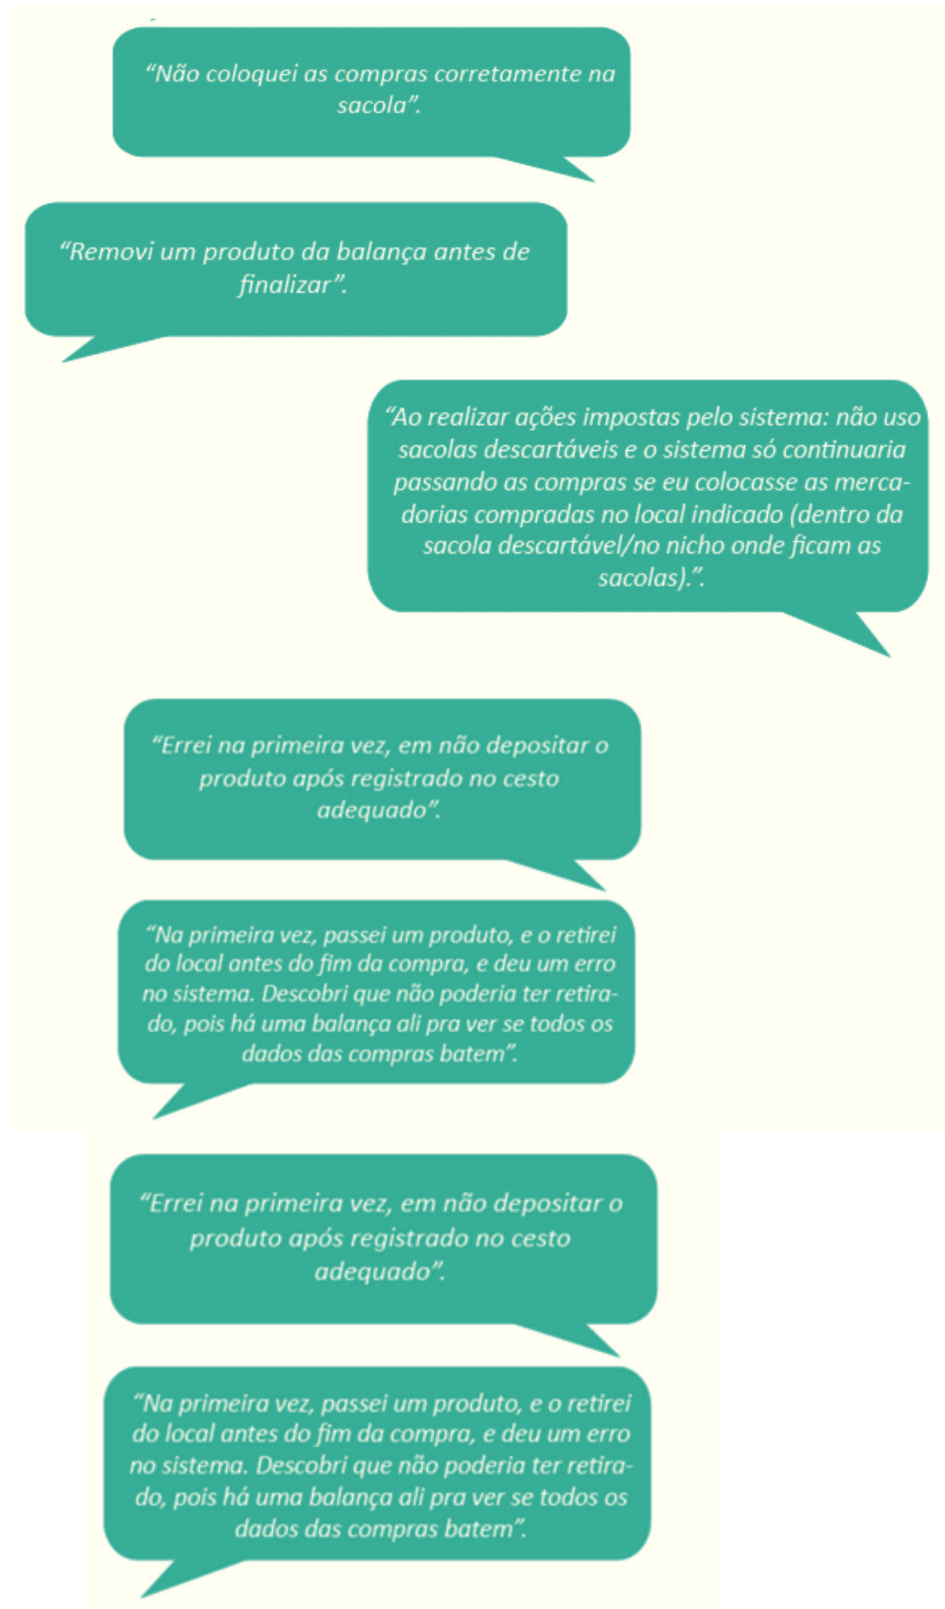 “Não coloquei as compras corretamente na
sacola”.
“Removi um produto da balança antes de
finalizar”.
“Ao realizar ações impostas pelo sistema: não uso
sacolas descartáveis e o sistema só continuaria
passando as compras se eu colocasse as merca-
dorias compradas no local indicado (dentro da
sacola descartável/no nicho onde ficam as
sacolas).”.
“Errei na primeira vez, em não depositar o
produto após registrado no cesto
adequado”.
“Na primeira vez, passei um produto, e o retirei
do local antes do fim da compra, e deu um erro
no sistema. Descobri que não poderia ter retira-
do, pois há uma balança ali pra ver se todos os
dados das compras batem”.
“Errei na primeira vez, em não depositar o
produto após registrado no cesto
adequado”.
“Na primeira vez, passei um produto, e o retirei
do local antes do fim da compra, e deu um erro
no sistema. Descobri que não poderia ter retira-
do, pois há uma balança ali pra ver se todos os
dados das compras batem”.